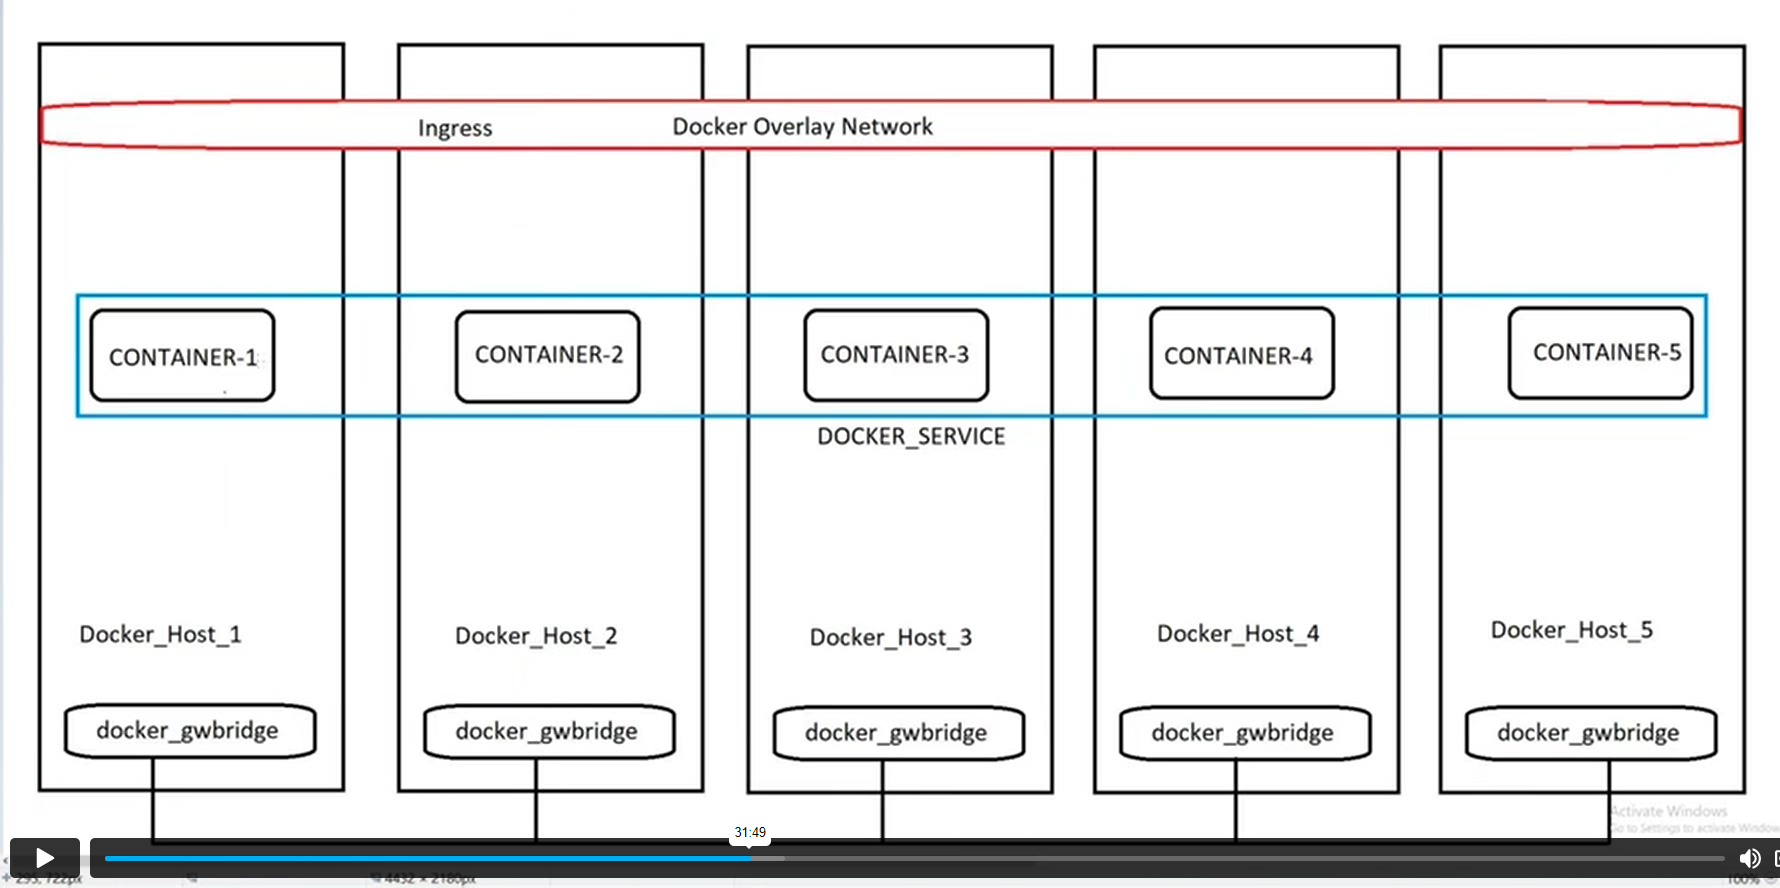 Ingress
Docker Overlay Network
CONTAINER-1
CONTAINER-2
CONTAINER-3
CONTAINER-4
CONTAINER-5
DOCKER_SERVICE
Docker_Host_1
Docker_Host_2
Docker_Host_3
Docker_Host_4
Docker_Host_5
docker_gwbridge
docker_gwbridge
docker_gwbridge
docker_gwbridge
docker_gwbridge
Activate Windows
Go to Settings to activate Windows
31:49
295, 722px
4432 × 2180px
100%